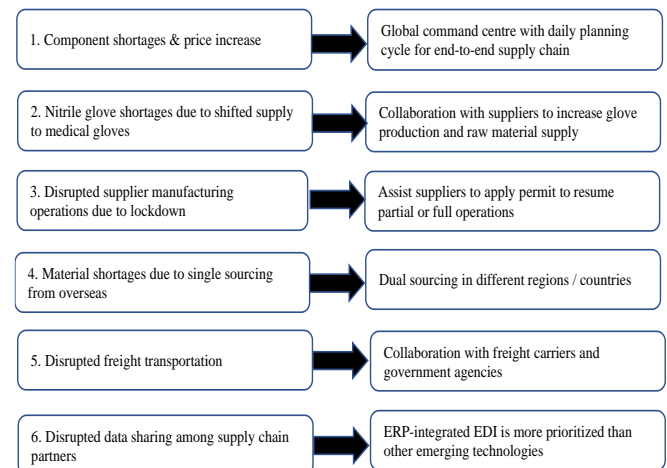 1. Component shortages & price increase
Global command centre with daily planning
cycle for end-to-end supply chain
2. Nitrile glove shortages due to shifted supply
to medical gloves
Collaboration with suppliers to increase glove
production and raw material supply
3. Disrupted supplier manufacturing
operations due to lockdown
Assist suppliers to apply permit to resume
partial or full operations
4. Material shortages due to single sourcing
from overseas
Dual sourcing in different regions / countries
5. Disrupted freight transportation
Collaboration with freight carriers and
government agencies
6. Disrupted data sharing among supply chain
partners
ERP-integrated EDI is more prioritized than
other emerging technologies